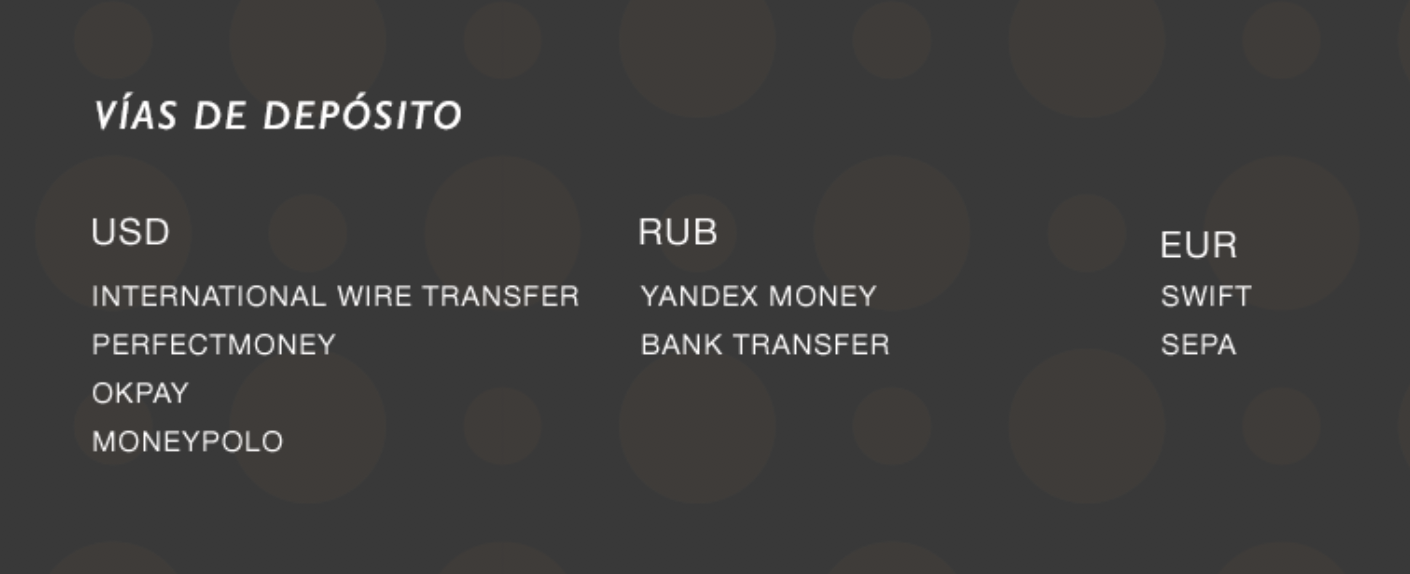 VÍAS DE DEPÓSITO
USD
INTERNATIONAL WIRE TRANSFER
PERFECTMONEY
OKPAY
MONEYPOLO
RUB
YANDEX MONEY
BANK TRANSFER
EUR
SWIFT
SEPA